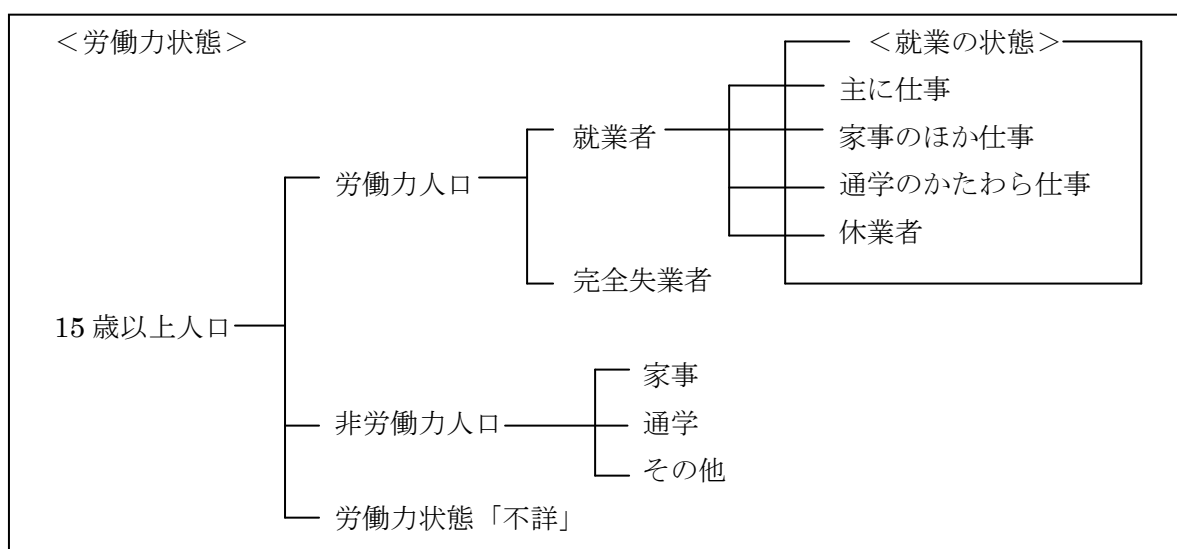 ＜労働力状態＞
＜就業の状態＞
主に仕事
就業者
家事のほか仕事
労働力人口
通学のかたわら仕事
休業者
完全失業者
15 歳以上人口
家事
非労働力人口
通学
その他
労働力状態「不詳」